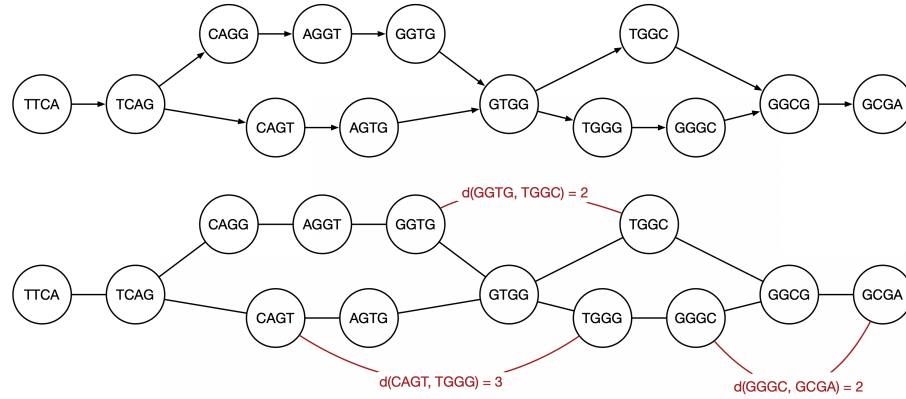 CAGG AGGT GGTG TGGC
TTCA TCAG GTGG GGCG GCGA
CAGT AGTG TGGG GGGC
d(GGTG, TGGC) = 2
CAGG AGGT GGTG TGGC
TTCA TCAG GTGG GGCG GCGA
CAGT AGTG TGGG GGGC
d(CAGT, TGGG) = 3
d(GGGC, GCGA) = 2